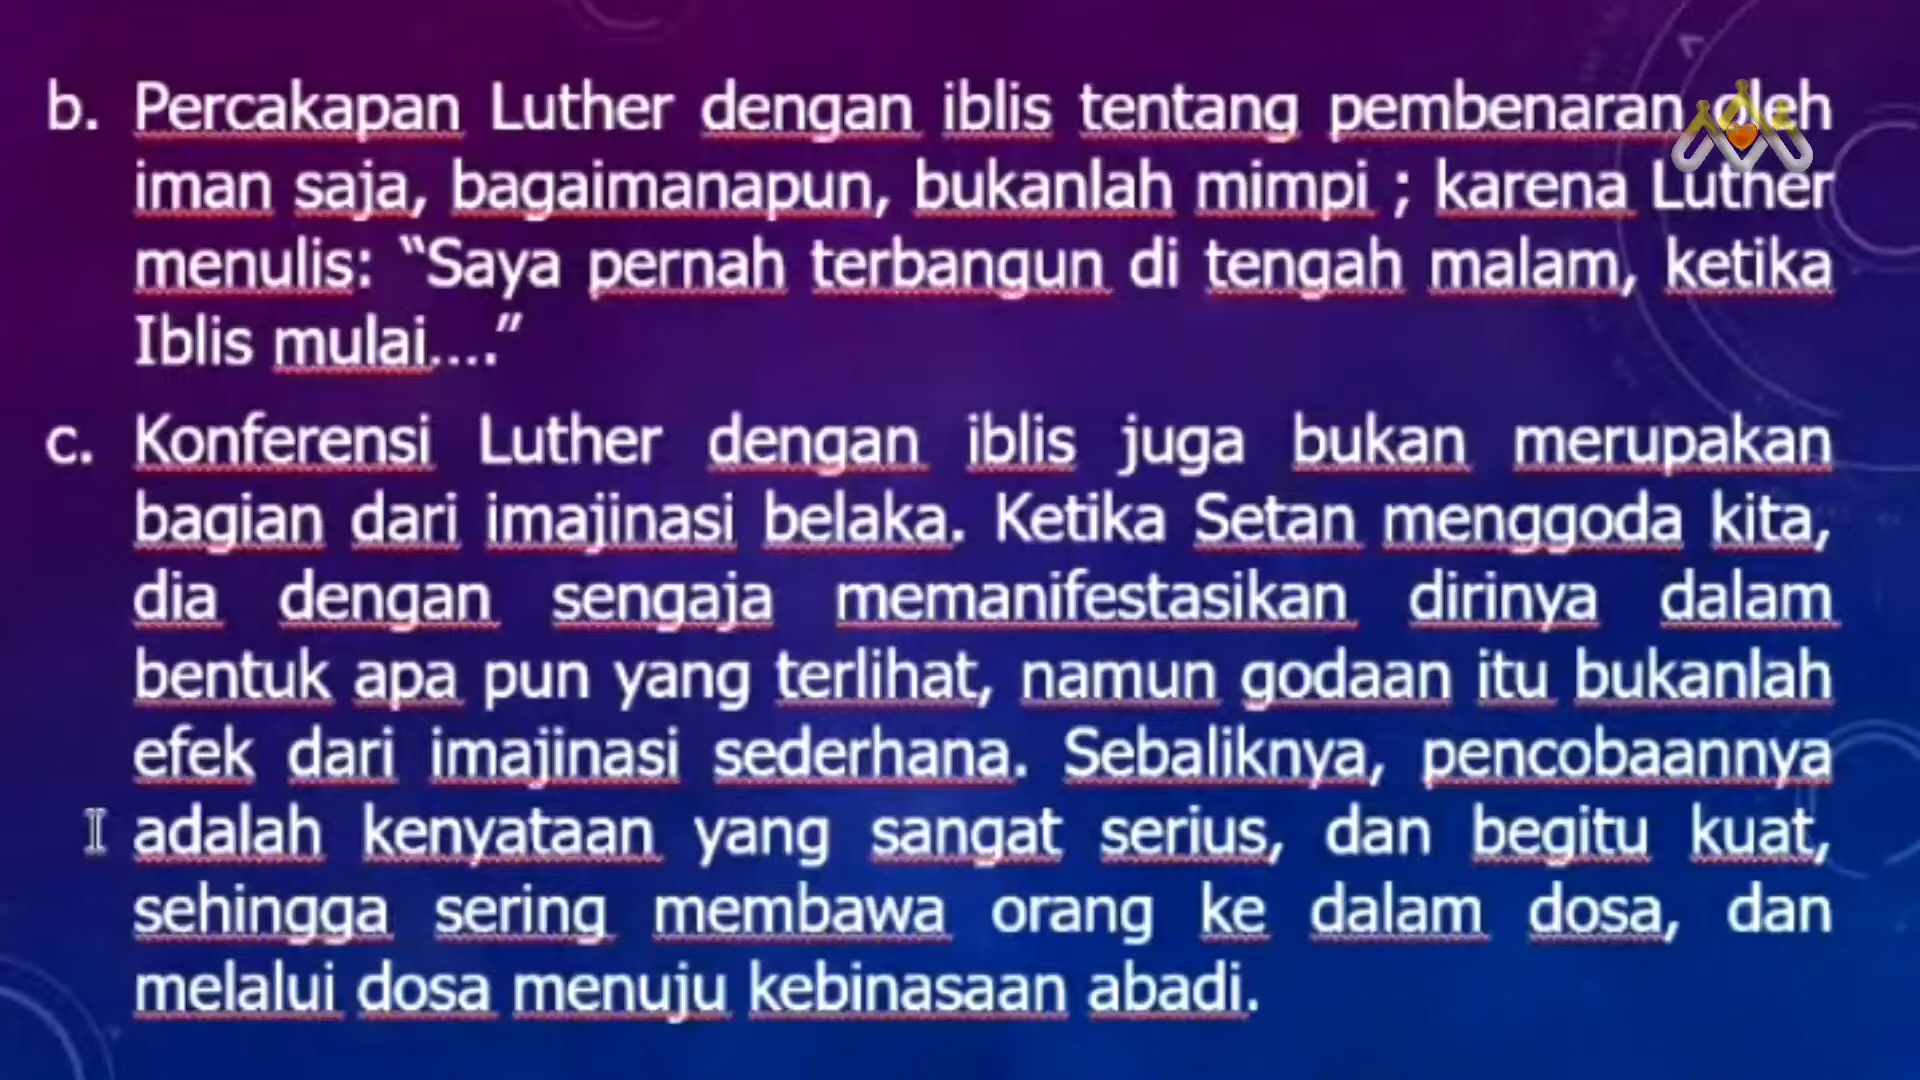 b. Percakapan Luther dengan iblis tentang pembenaran oleh
iman saja, bagaimanapun, bukanlah mimpi ; karena Luther
menulis: “Saya pernah terbangun di tengah malam, ketika
Iblis mulai....”
c. Konferensi Luther dengan iblis juga bukan merupakan
bagian dari imajinasi belaka. Ketika Setan menggoda kita,
dia dengan sengaja memanifestasikan dirinya dalam
bentuk apa pun yang terlihat, namun godaan itu bukanlah
efek dari imajinasi sederhana. Sebaliknya, pencobaannya
adalah kenyataan yang sangat serius, dan begitu kuat,
sehingga sering membawa orang ke dalam dosa, dan
melalui dosa menuju kebinasaan abadi.